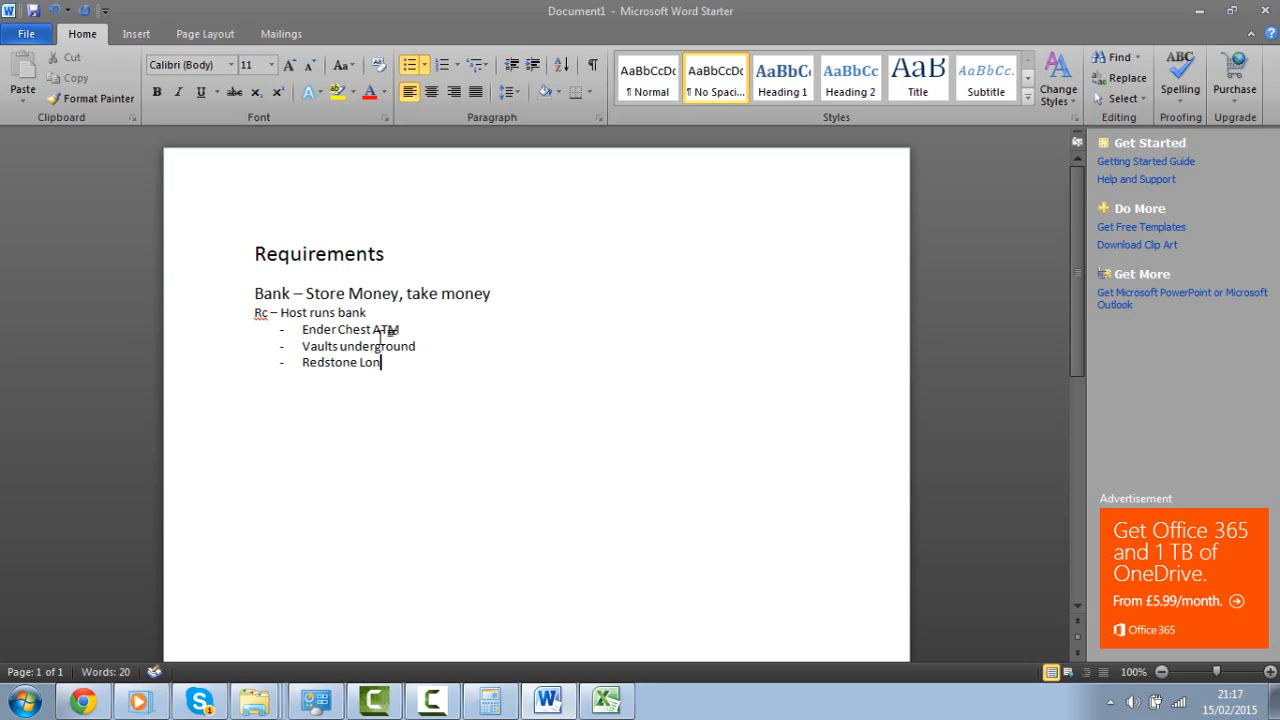 Document1 - Microsoft Word Starter
File Home Insert Page Layout Mailings
Paste
Cut
Copy
Format Painter
Clipboard
Calibri (Body) 11
Font
Paragraph
AaBbCcDc AaBbCcDc AaBbC AaBbCc AaB AaBbCc.
¶ Normal ¶ No Spaci... Heading 1 Heading 2 Title Subtitle
Styles
Change Styles
Find
Replace
Select
Editing
Spelling
Proofing
Purchase
Upgrade
Requirements
Bank – Store Money, take money
Rc – Host runs bank
- Ender Chest ATM
- Vaults underground
- Redstone Lon
Get Started
Getting Started Guide
Help and Support
Do More
Get Free Templates
Download Clip Art
Get More
Get Microsoft PowerPoint or Microsoft
Outlook
Advertisement
Get Office 365
and 1 TB of
OneDrive.
From £5.99/month.
Office 365
Page: 1 of 1 Words: 20 100%
21:17
15/02/2015